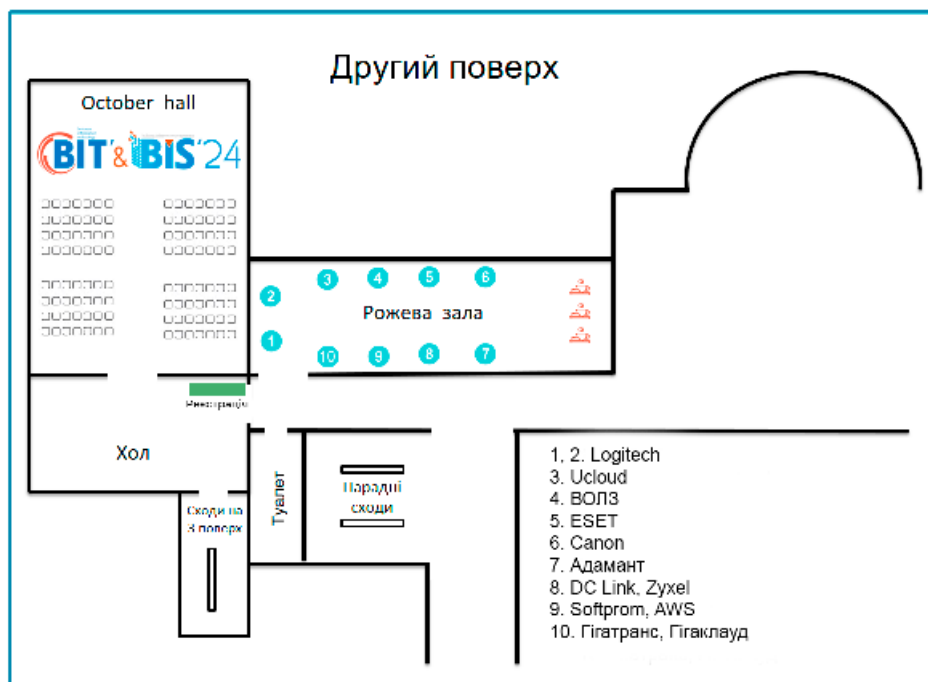 Другий поверх
October hall
BIT'&BIS'24
2
3
4
5
6
Рожева зала
1
10
9
8
7
Реєстрація
Хол
Сходи на
3 поверх
Туалет
Парадні
сходи
1, 2. Logitech
3. Ucloud
4. ВОЛЗ
5. ESET
6. Canon
7. Адамант
8. DC Link, Zyxel
9. Softprom, AWS
10. Гігатранс, Гігаклауд